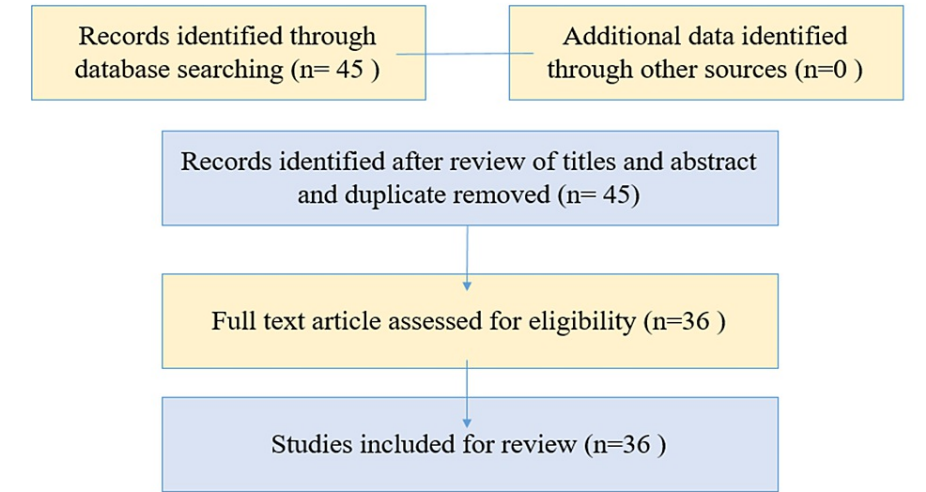 Records identified through
database searching (n= 45 )
Additional data identified
through other sources (n=0 )
Records identified after review of titles and abstract
and duplicate removed (n= 45)
Full text article assessed for eligibility (n=36 )
Studies included for review (n=36 )